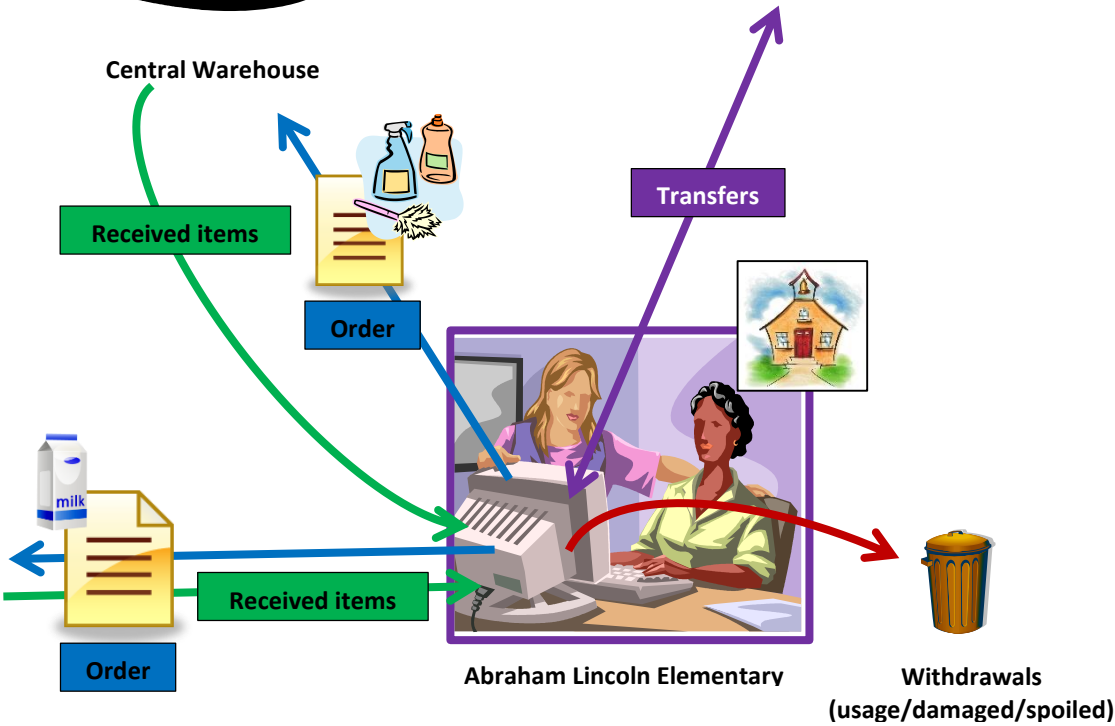 Central Warehouse
Transfers
Received items
Order
milk
Received items
Order
Abraham Lincoln Elementary
Withdrawals
(usage/damaged/spoiled)